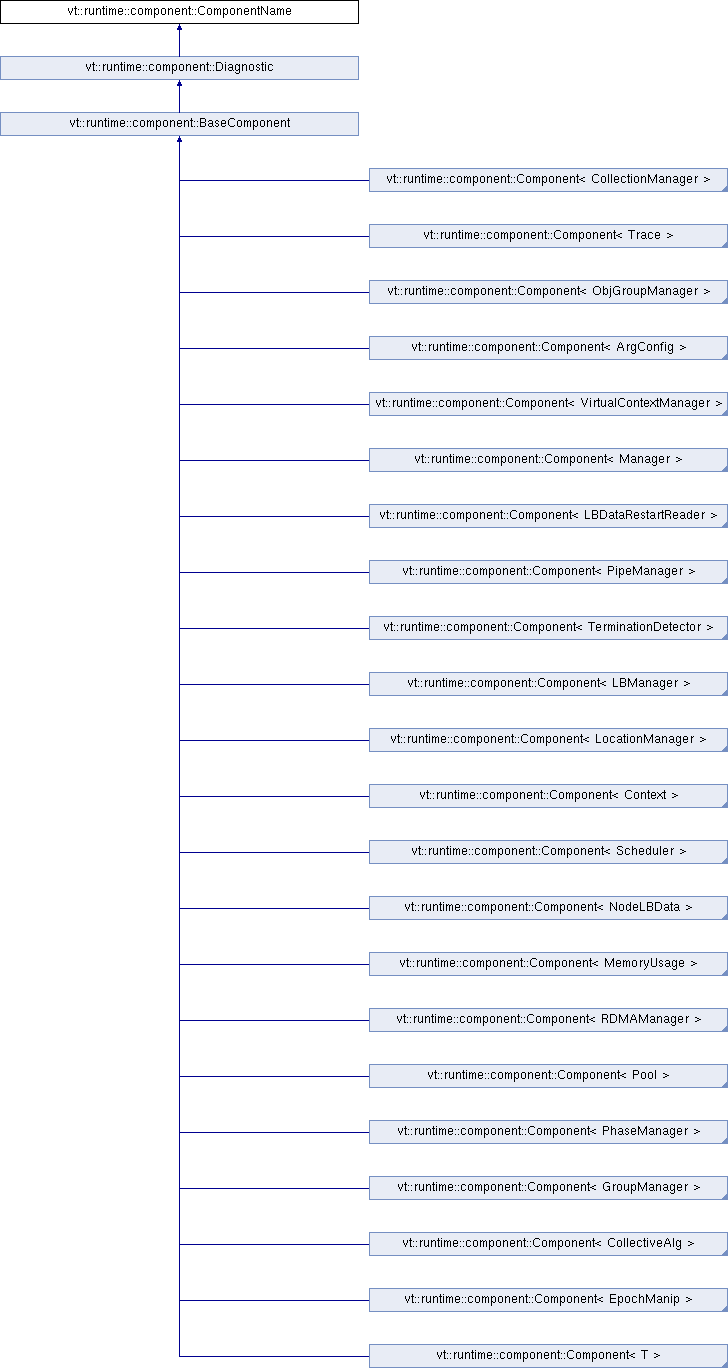 vt::runtime::component::ComponentName
vt::runtime::component::Diagnostic
vt::runtime::component::BaseComponent
vt::runtime::component::Component< CollectionManager >
vt::runtime::component::Component< Trace >
vt::runtime::component::Component< ObjGroupManager >
vt::runtime::component::Component< ArgConfig >
vt::runtime::component::Component< VirtualContextManager >
vt::runtime::component::Component< Manager >
vt::runtime::component::Component< LBDataRestartReader >
vt::runtime::component::Component< PipeManager >
vt::runtime::component::Component< TerminationDetector >
vt::runtime::component::Component< LBManager >
vt::runtime::component::Component< LocationManager >
vt::runtime::component::Component< Context >
vt::runtime::component::Component< Scheduler >
vt::runtime::component::Component< NodeLBData >
vt::runtime::component::Component< MemoryUsage >
vt::runtime::component::Component< RDMAManager >
vt::runtime::component::Component< Pool >
vt::runtime::component::Component< PhaseManager >
vt::runtime::component::Component< GroupManager >
vt::runtime::component::Component< CollectiveAlg >
vt::runtime::component::Component< EpochManip >
vt::runtime::component::Component< T >